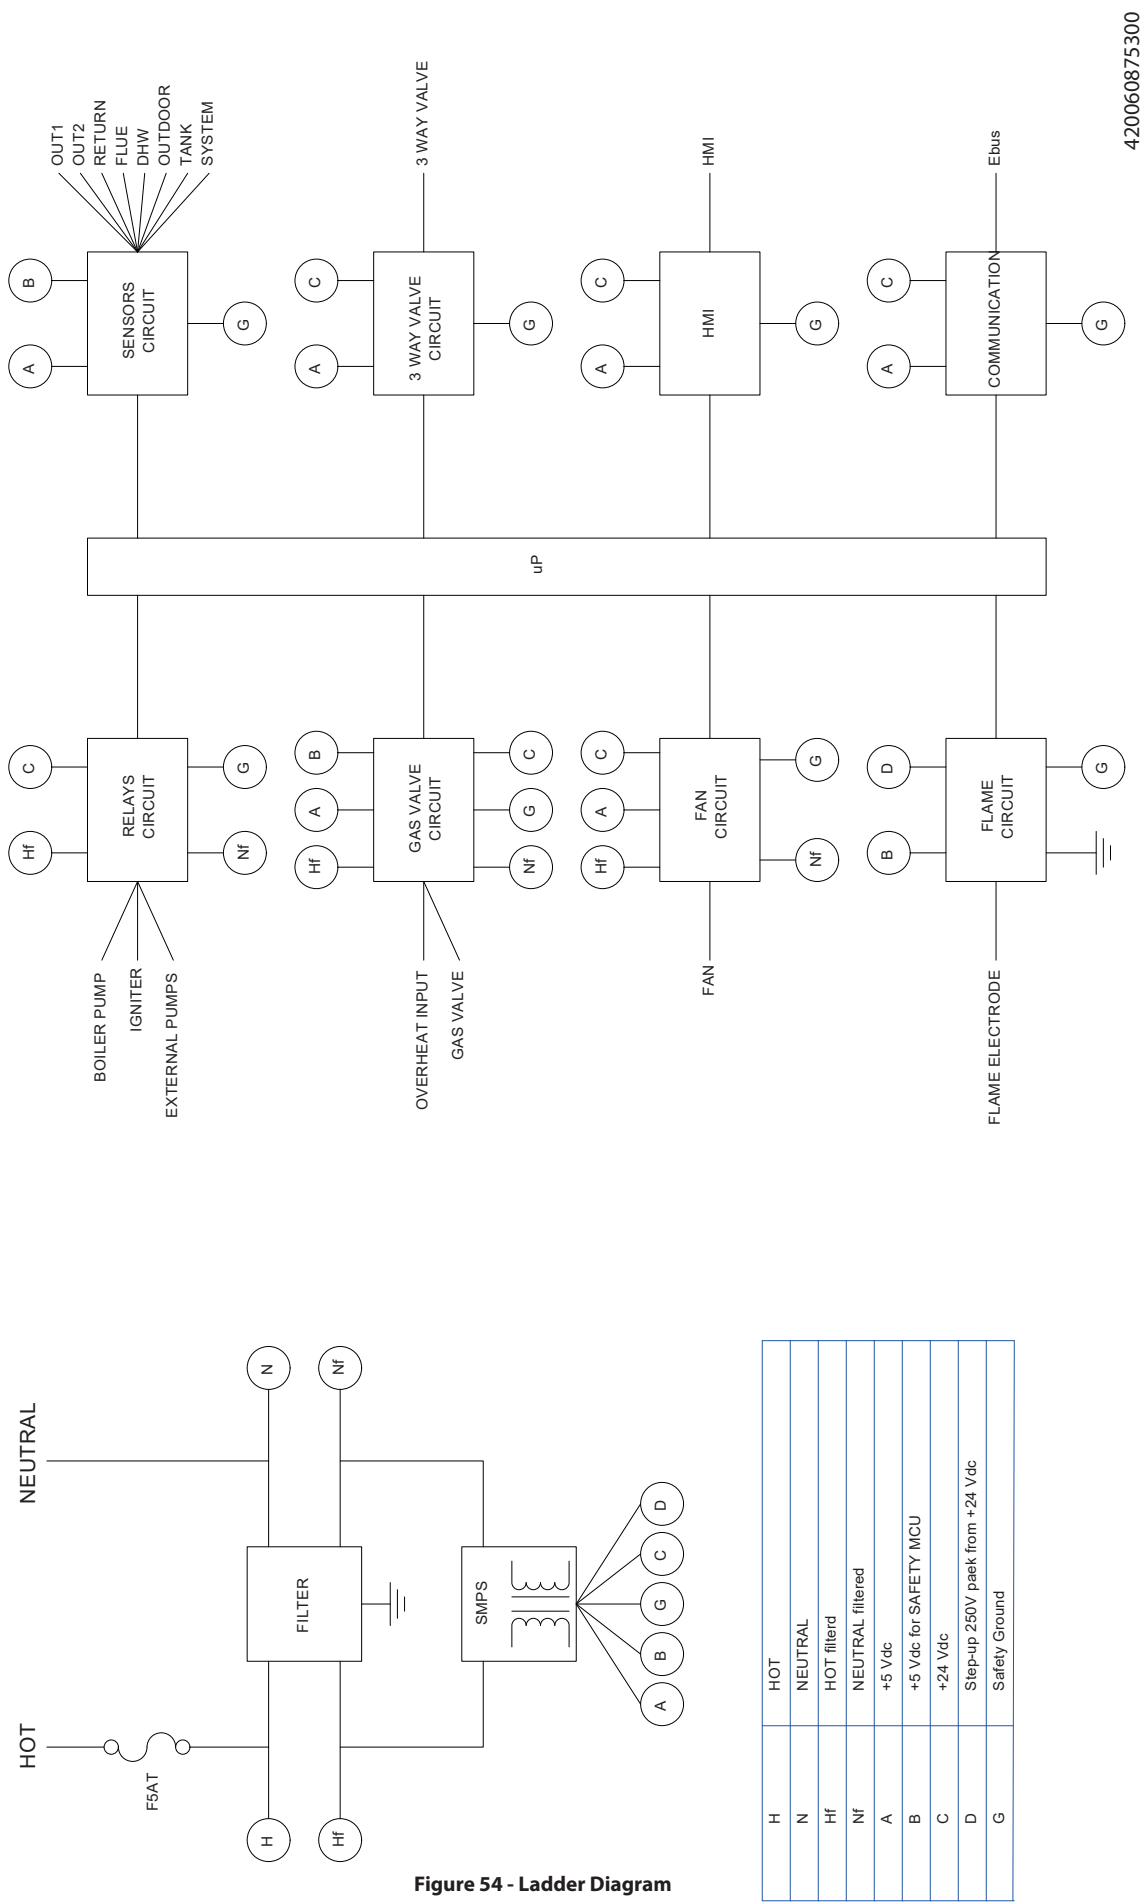 HOT
NEUTRAL
F5AT
H
N
FILTER
Hf
Nf
SMPS
A
B
G
C
D
H HOT
N NEUTRAL
Hf HOT filterd
Nf NEUTRAL filtered
A +5 Vdc
B +5 Vdc for SAFETY MCU
C +24 Vdc
D Step-up 250V paek from +24 Vdc
G Safety Ground
Hf
C
BOILER PUMP
IGNITER
EXTERNAL PUMPS
RELAYS
CIRCUIT
Nf
G
A
B
SENSORS
CIRCUIT
OUT1
OUT2
RETURN
FLUE
DHW
OUTDOOR
TANK
SYSTEM
G
Hf
A
B
OVERHEAT INPUT
GAS VALVE
GAS VALVE
CIRCUIT
Nf
G
C
uP
A
C
3 WAY VALVE
CIRCUIT
3 WAY VALVE
G
Hf
A
C
FAN
FAN
CIRCUIT
Nf
G
A
C
HMI
HMI
G
B
D
FLAME ELECTRODE
FLAME
CIRCUIT
G
A
C
COMMUNICATION
Ebus
G
420060875300
Figure 54 - Ladder Diagram